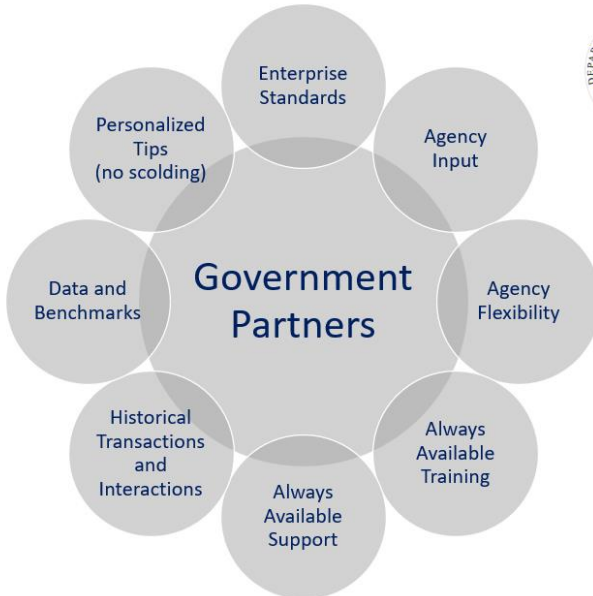 Enterprise
Standards
Agency
Input
Agency
Flexibility
Always
Available
Training
Always
Available
Support
Historical
Transactions
and
Interactions
Data and
Benchmarks
Personalized
Tips
(no scolding)
Government
Partners